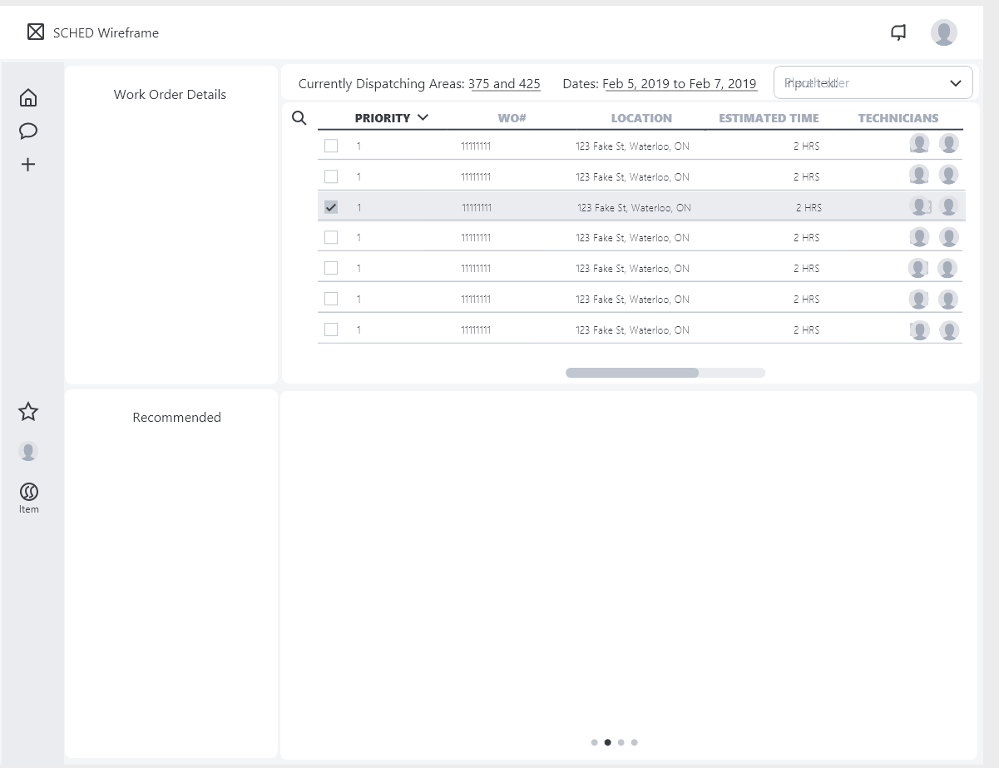 SCHED Wireframe
Work Order Details
Currently Dispatching Areas: 375 and 425 Dates: Feb 5, 2019 to Feb 7, 2019
PRIORITY WO# LOCATION ESTIMATED TIME TECHNICIANS
1 11111111 123 Fake St, Waterloo, ON 2 HRS
1 11111111 123 Fake St, Waterloo, ON 2 HRS
1 11111111 123 Fake St, Waterloo, ON 2 HRS
1 11111111 123 Fake St, Waterloo, ON 2 HRS
1 11111111 123 Fake St, Waterloo, ON 2 HRS
1 11111111 123 Fake St, Waterloo, ON 2 HRS
1 11111111 123 Fake St, Waterloo, ON 2 HRS
Recommended
Item